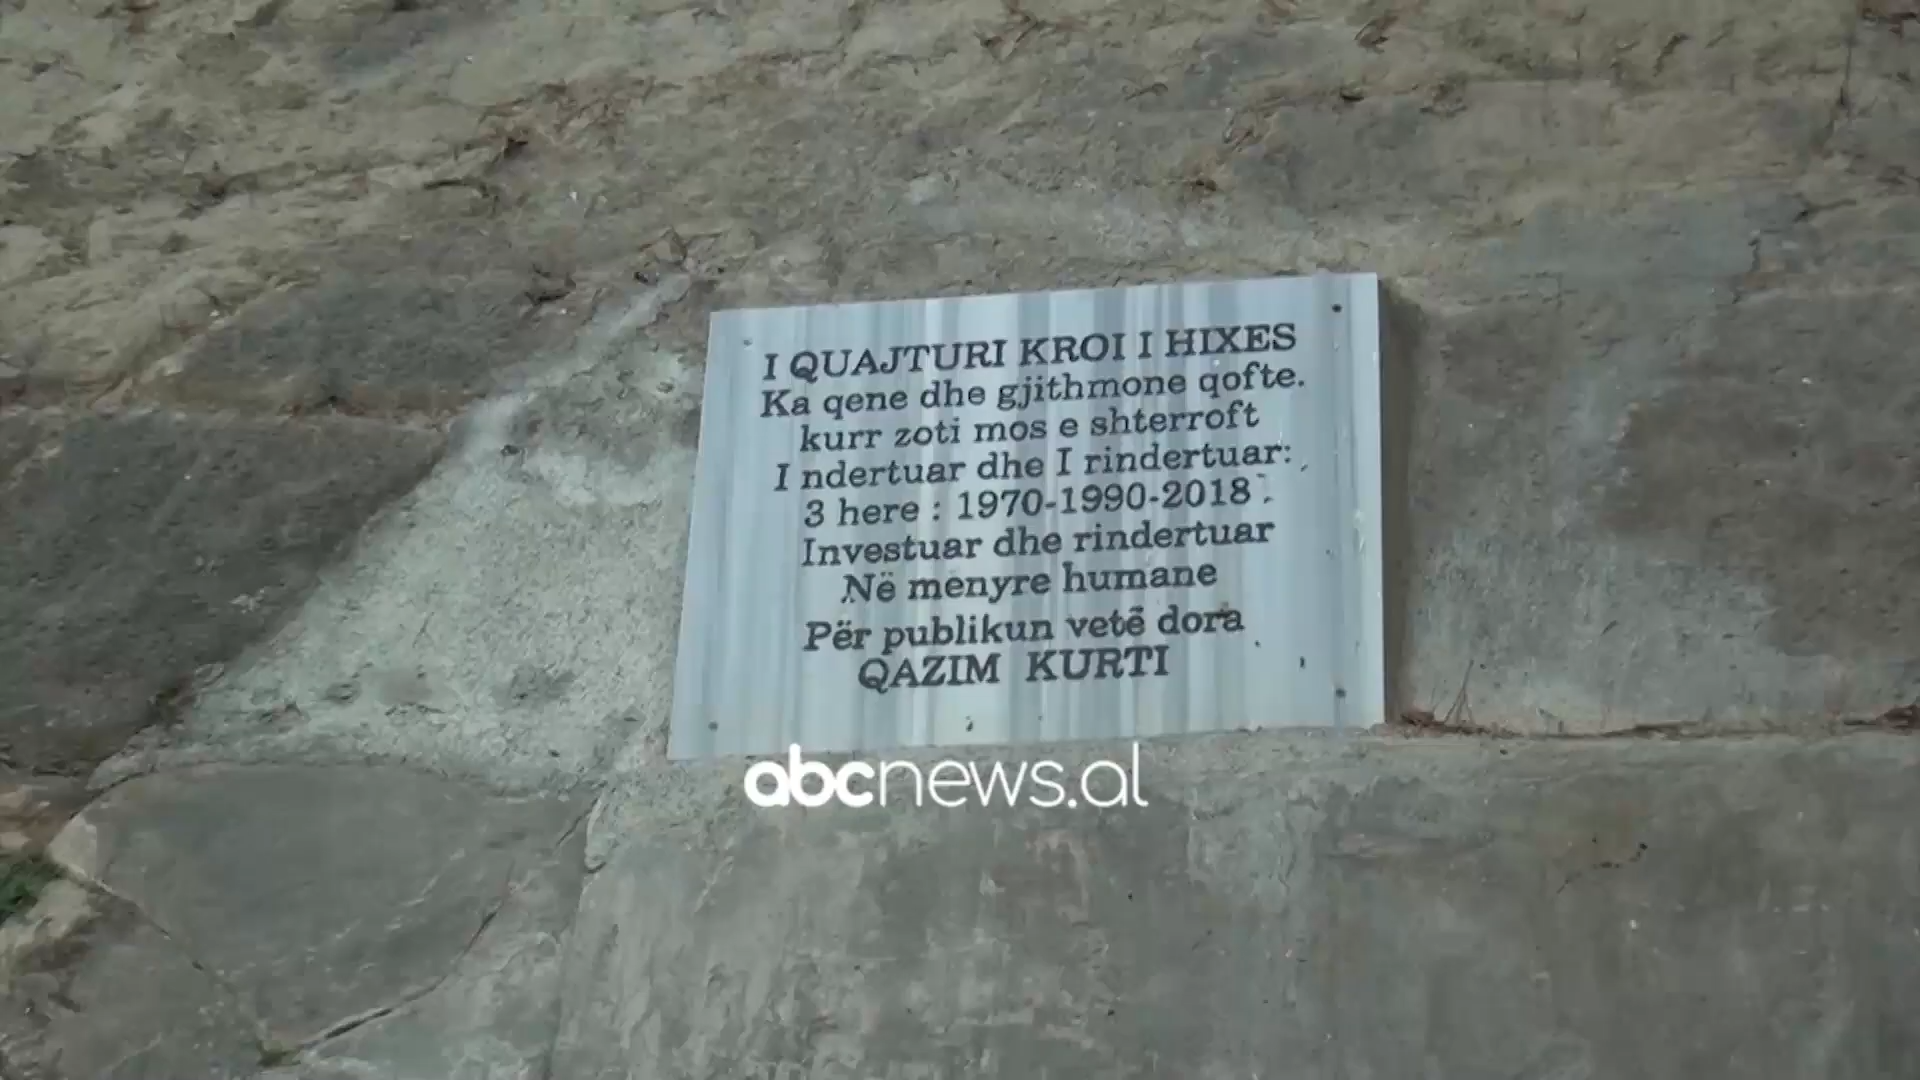 I QUAJTURI KROI I HIXES
Ka qene dhe gjithmone qofte.
kurr zoti mos e shterroft
I ndertuar dhe I rindertuar:
3 here : 1970-1990-2018
Investuar dhe rindertuar
Në menyre humane
Për publikun vetë dora
QAZIM KURTI
abcnews.al